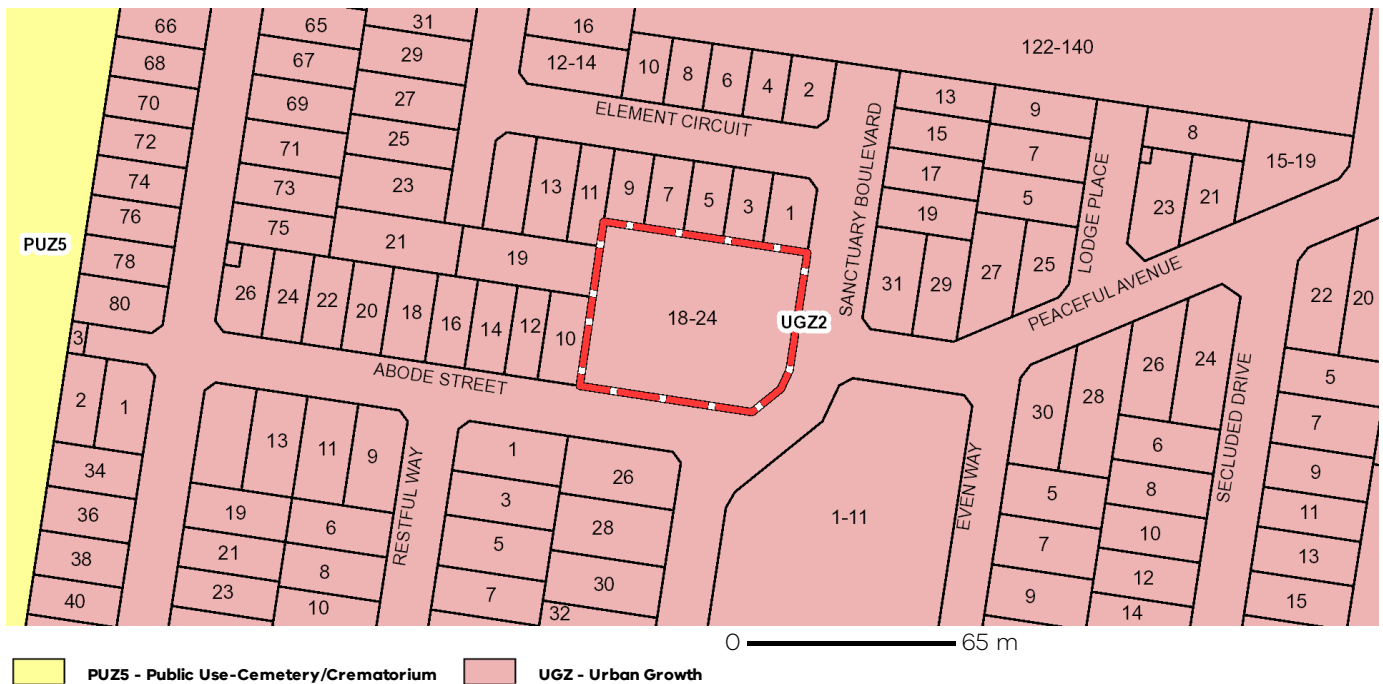 66 65 31 16 122-140
68 67 29 12-14 10 8 6 4 2
70 69 27 ELEMENT CIRCUIT SANCTUARY BOULEVARD 13 9 8
72 71 25 15 7 15-19
74 73 23 13 11 9 7 5 3 1 17 5 LODGE PLACE 23 21
76 75 21 19 19
PUZ5 78 26 24 22 20 18 16 14 12 10 18-24 UGZ2 31 29 27 25 PEACEFUL AVENUE 22 20
80
3 ABODE STREET
2 1 13 11 9 RESTFUL WAY 1 26 30 28 26 24 SECLUDED DRIVE 5
34 3 28 EVEN WAY 6 7
36 19 6 5 1-11 5 8 9
38 21 8 30 7 10 11
40 23 10 7 32 9 12 13
14 15
0 65 m
PUZ5 - Public Use-Cemetery/Crematorium UGZ - Urban Growth